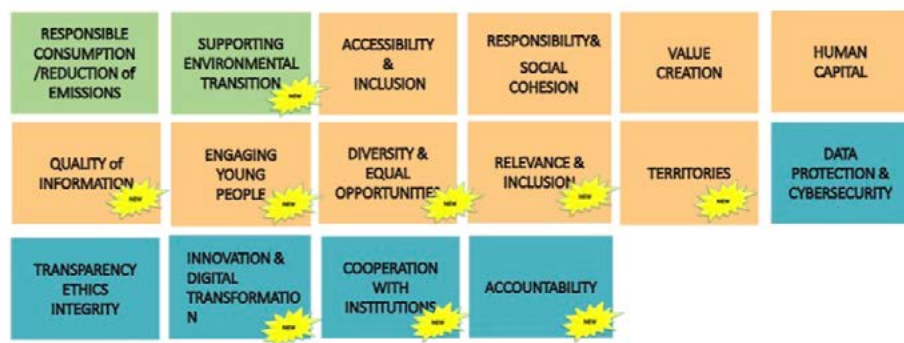 RESPONSIBLE
CONSUMPTION
/REDUCTION of
EMISSIONS
SUPPORTING
ENVIRONMENTAL
TRANSITION
NEW
ACCESSIBILITY
&
INCLUSION
RESPONSIBILITY&
SOCIAL
COHESION
VALUE
CREATION
HUMAN
CAPITAL
QUALITY of
INFORMATION
NEW
ENGAGING
YOUNG
PEOPLE
NEW
DIVERSITY &
EQUAL
OPPORTUNITIES
NEW
RELEVANCE &
INCLUSION
NEW
TERRITORIES
NEW
DATA
PROTECTION &
CYBERSECURITY
TRANSPARENCY
ETHICS
INTEGRITY
INNOVATION &
DIGITAL
TRANSFORMATIO
N
NEW
COOPERATION
WITH
INSTITUTIONS
NEW
ACCOUNTABILITY
NEW